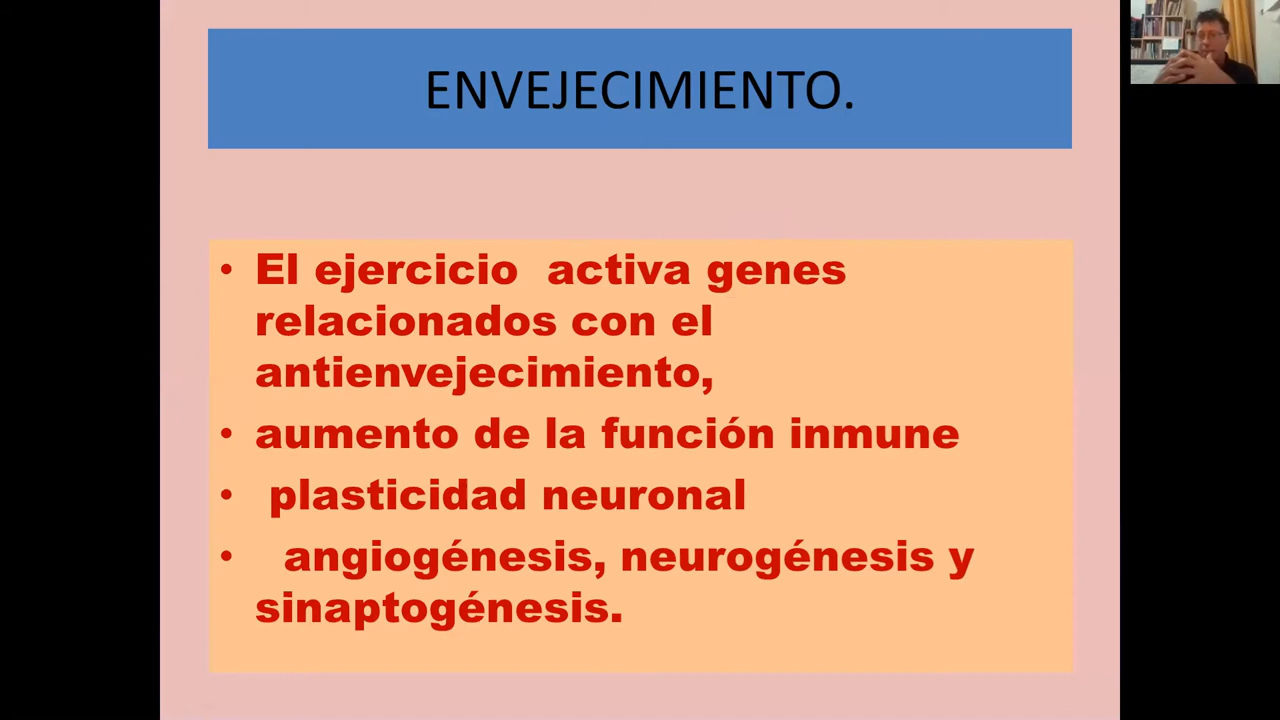 ENVEJECIMIENTO.
• El ejercicio activa genes
relacionados con el
antienvejecimiento,
• aumento de la función inmune
• plasticidad neuronal
• angiogénesis, neurogénesis y
sinaptogénesis.